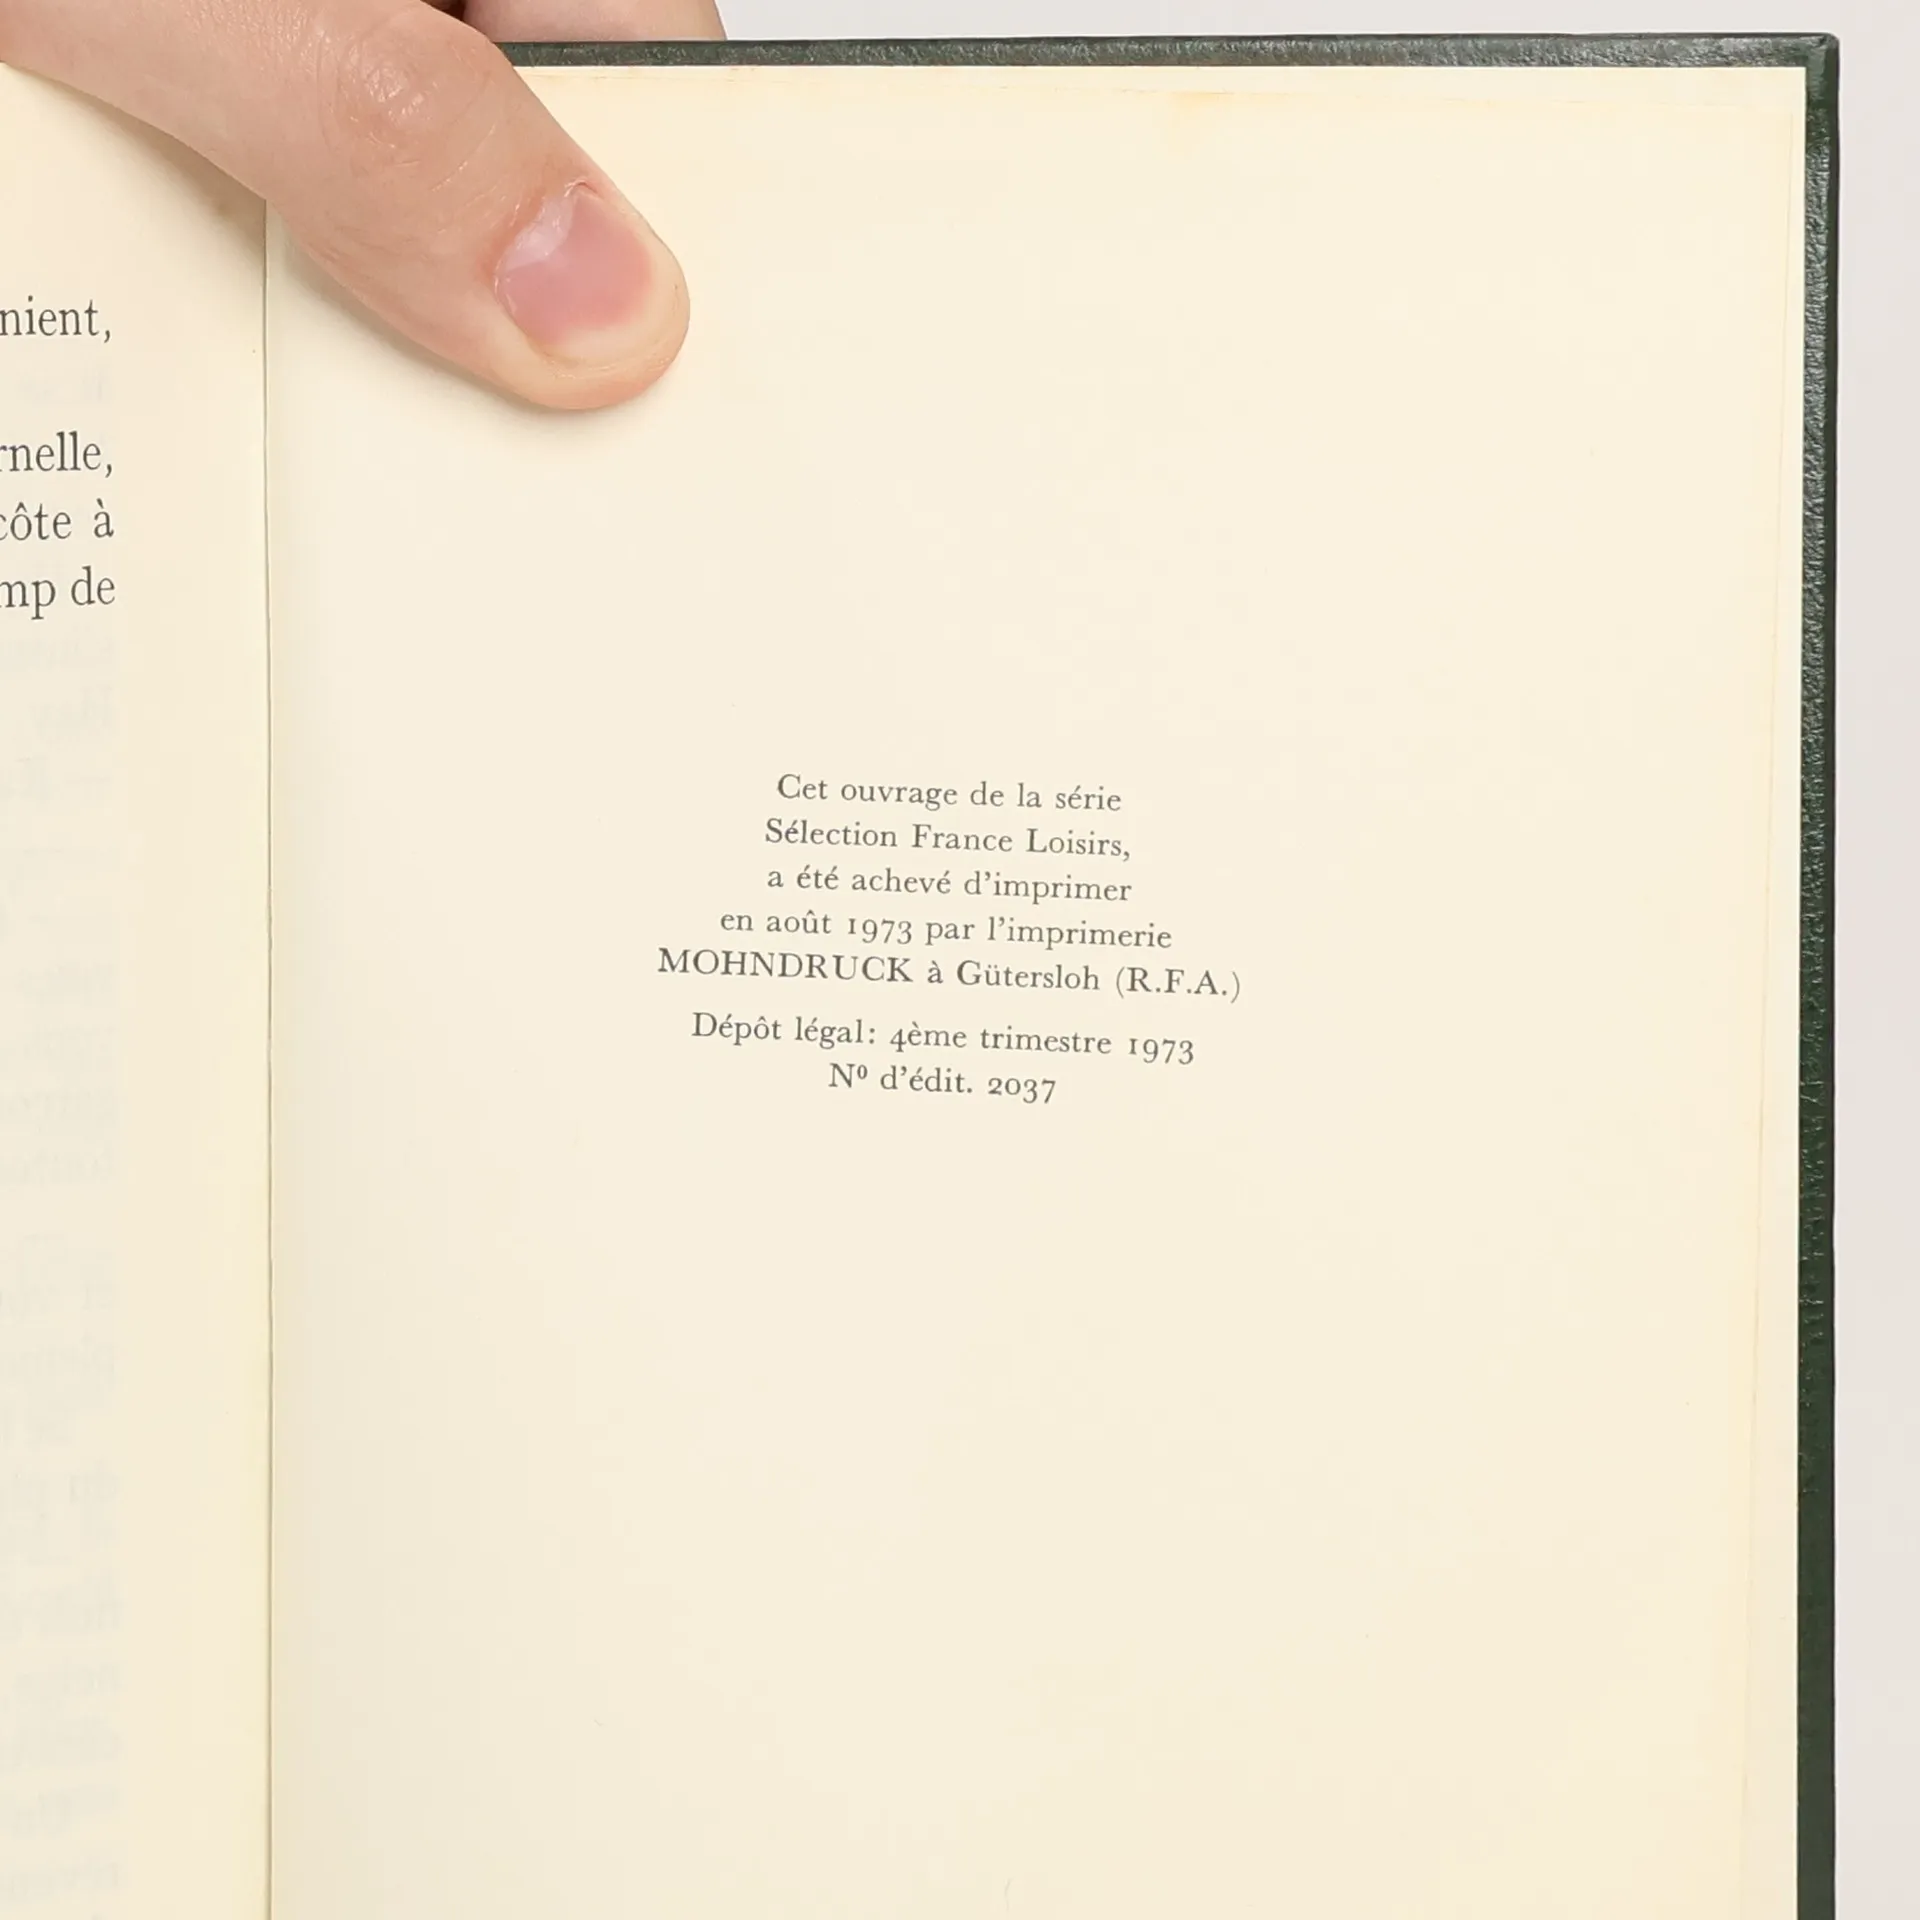 nient,
rnelle,
côte à
mp de
Cet ouvrage de la série
Sélection France Loisirs,
a été achevé d'imprimer
en août 1973 par l'imprimerie
MOHNDRUCK à Gütersloh (R.F.A.)
Dépôt légal: 4ème trimestre 1973
Nº d'édit. 2037